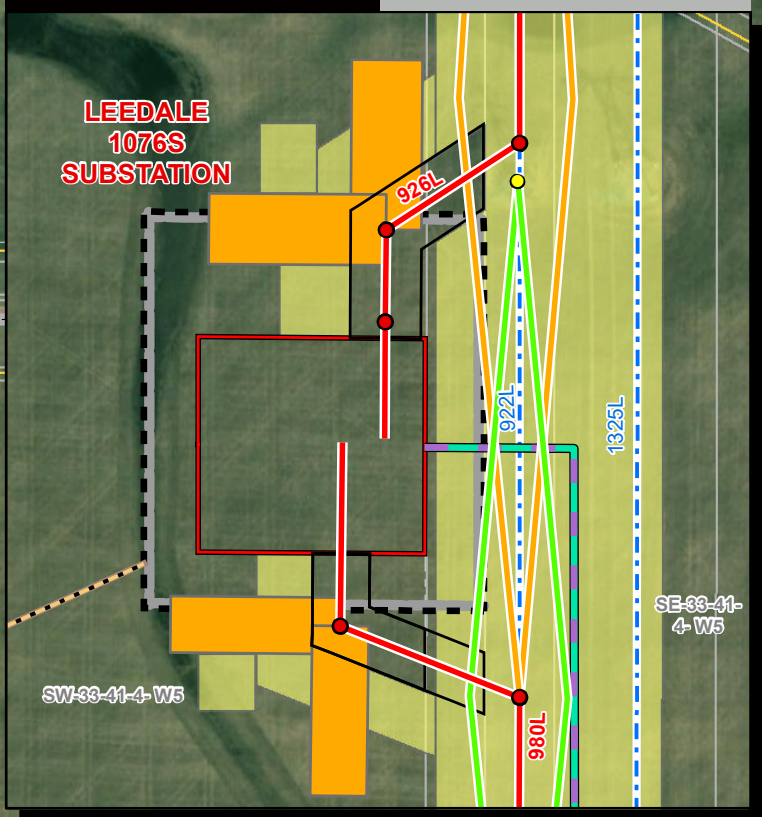 LEEDALE
1076S
SUBSTATION
926L
922L
1325L
SE-33-41-
4- W5
SW-33-41-4- W5
980L